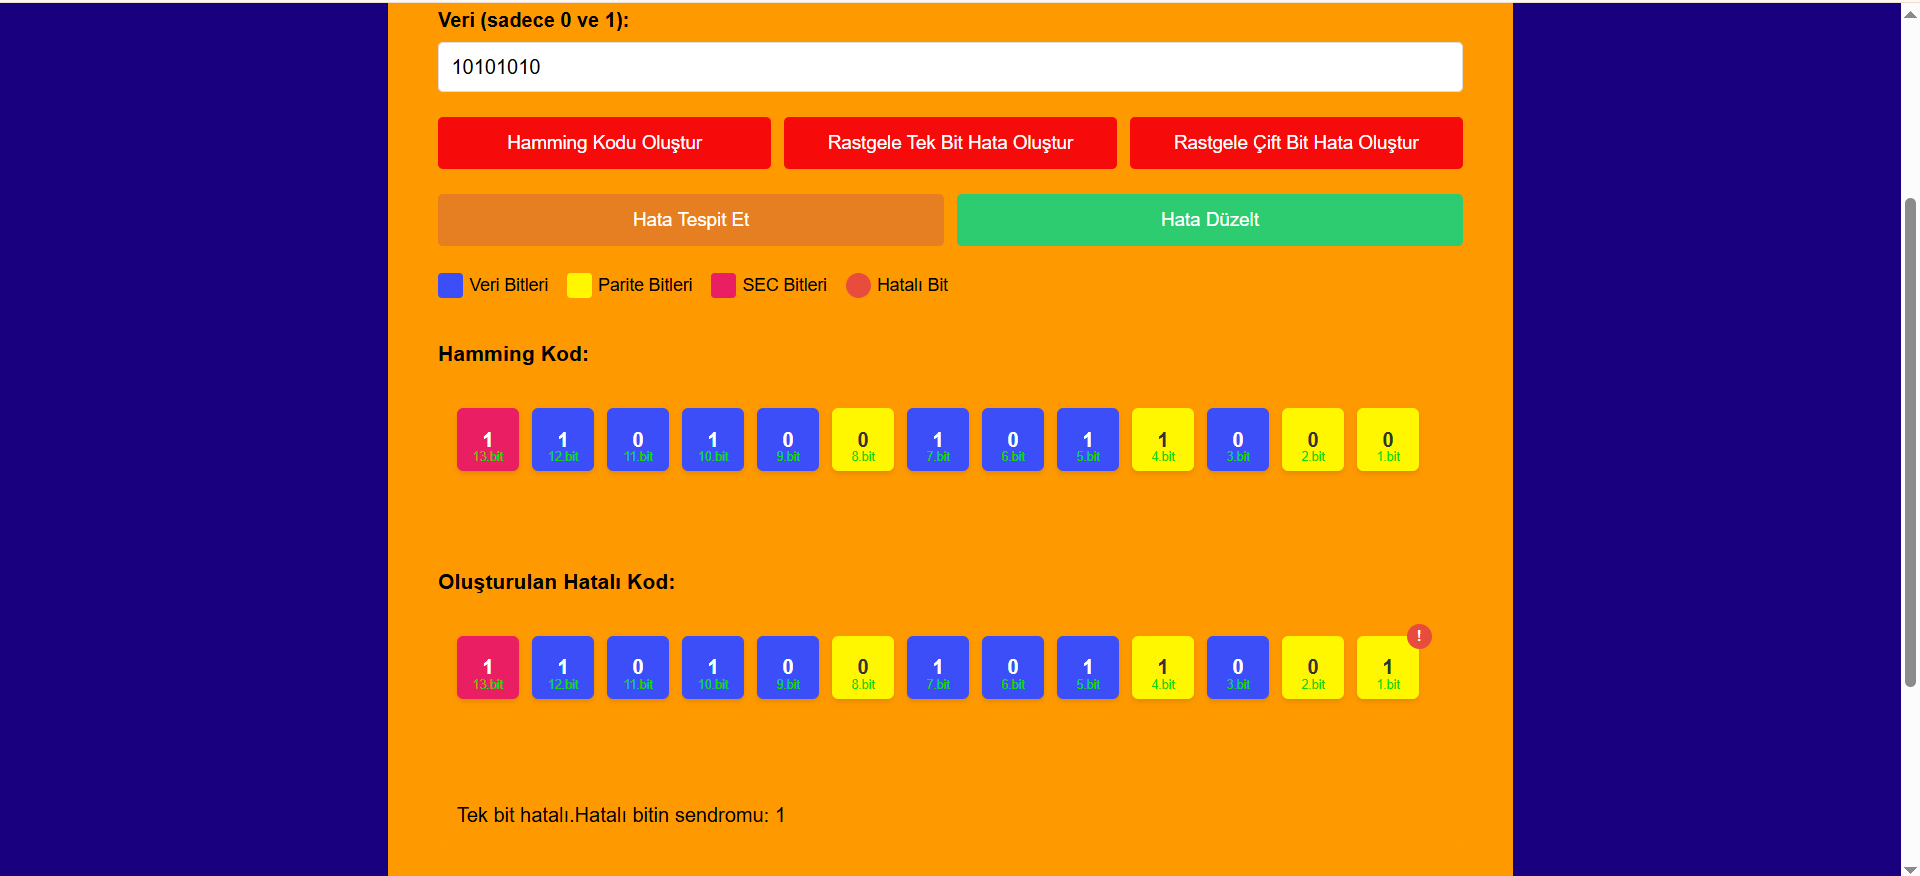 Veri (sadece 0 ve 1):
10101010
Hamming Kodu Oluştur Rastgele Tek Bit Hata Oluştur Rastgele Çift Bit Hata Oluştur
Hata Tespit Et Hata Düzelt
Veri Bitleri Parite Bitleri SEC Bitleri Hatalı Bit
Hamming Kod:
1 1 0 1 0 0 1 0 1 1 0 0 0
13.bit 12.bit 11.bit 10.bit 9.bit 8.bit 7.bit 6.bit 5.bit 4.bit 3.bit 2.bit 1.bit
Oluşturulan Hatalı Kod:
!
1 1 0 1 0 0 1 0 1 1 0 0 1
13.bit 12.bit 11.bit 10.bit 9.bit 8.bit 7.bit 6.bit 5.bit 4.bit 3.bit 2.bit 1.bit
Tek bit hatalı.Hatalı bitin sendromu: 1